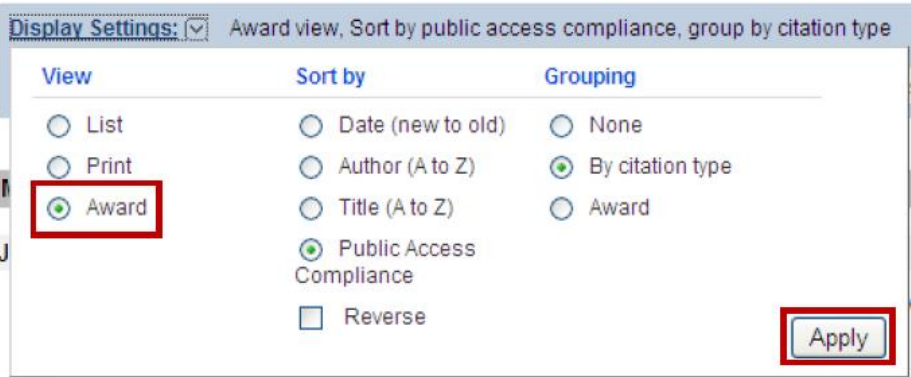 Display Settings: Award view, Sort by public access compliance, group by citation type
View Sort by Grouping
List Date (new to old) None
Print Author (A to Z) By citation type
Award Title (A to Z) Award
Public Access
Compliance
Reverse
Apply